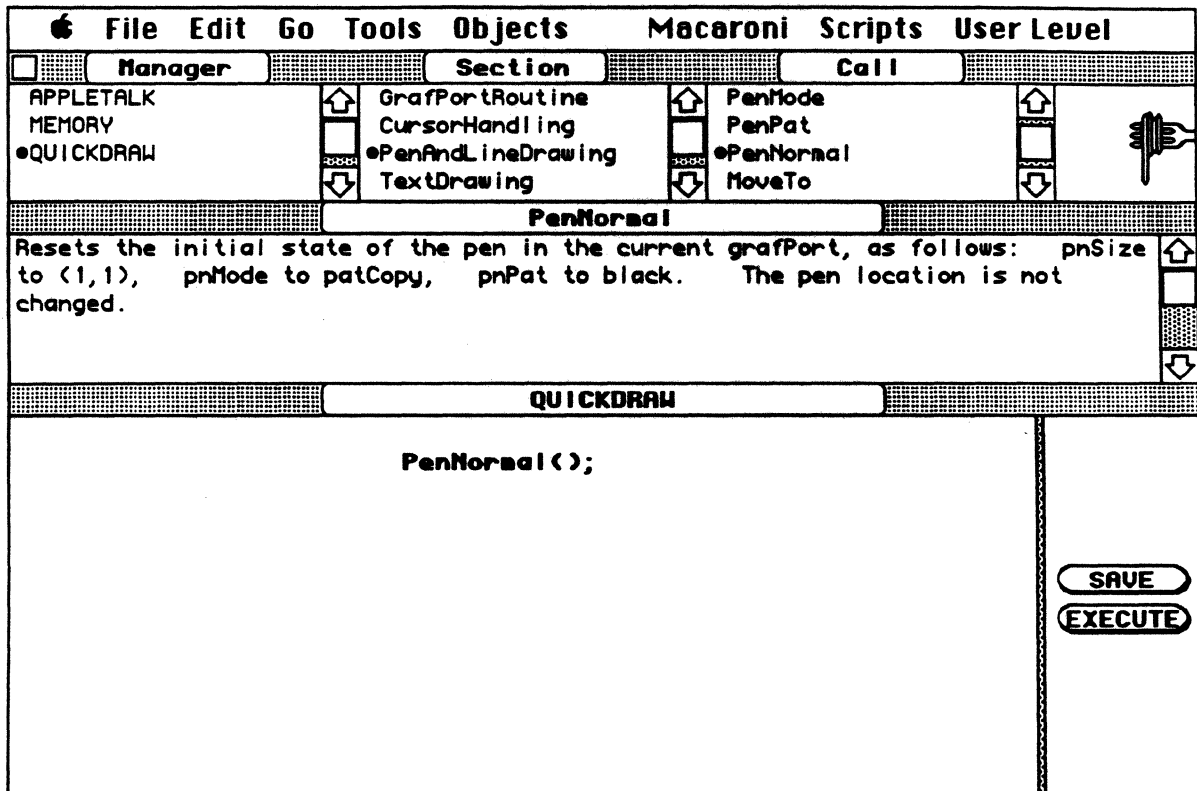 File Edit Go Tools Objects Macaroni Scripts User Level
Manager Section Call
APPLETALK
MEMORY
•QUICKDRAW
GrafPortRoutine
CursorHandling
•PenAndLineDrawing
TextDrawing
PenMode
PenPat
•PenNormal
MoveTo
PenNormal
Resets the initial state of the pen in the current grafPort, as follows: pnSize
to (1,1), pnMode to patCopy, pnPat to black. The pen location is not
changed.
QUICKDRAW
PenNormal();
SAVE
EXECUTE